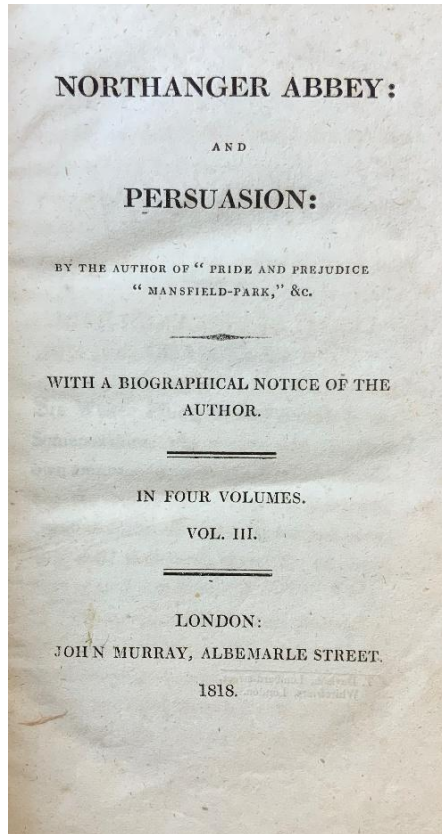 NORTHANGER ABBEY:
AND
PERSUASION:
BY THE AUTHOR OF “ PRIDE AND PREJUDICE
“ MANSFIELD-PARK,” &c.
WITH A BIOGRAPHICAL NOTICE OF THE
AUTHOR.
IN FOUR VOLUMES.
VOL. III.
LONDON:
JOHN MURRAY, ALBEMARLE STREET.
1818.